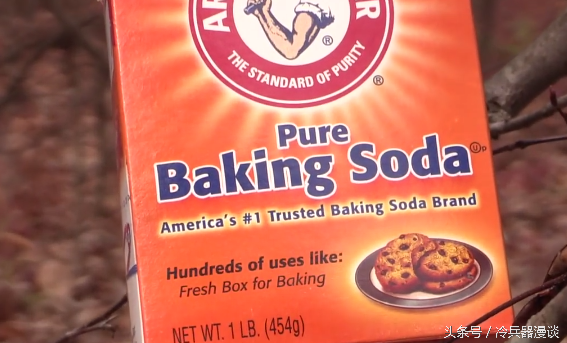 AR
R
®
THE STANDARD OF PURITY
®
Pure
Baking Soda
America's #1 Trusted Baking Soda Brand
Hundreds of uses like:
Fresh Box for Baking
NET WT. 1 LB. (454g)
头条号 / 冷兵器漫谈